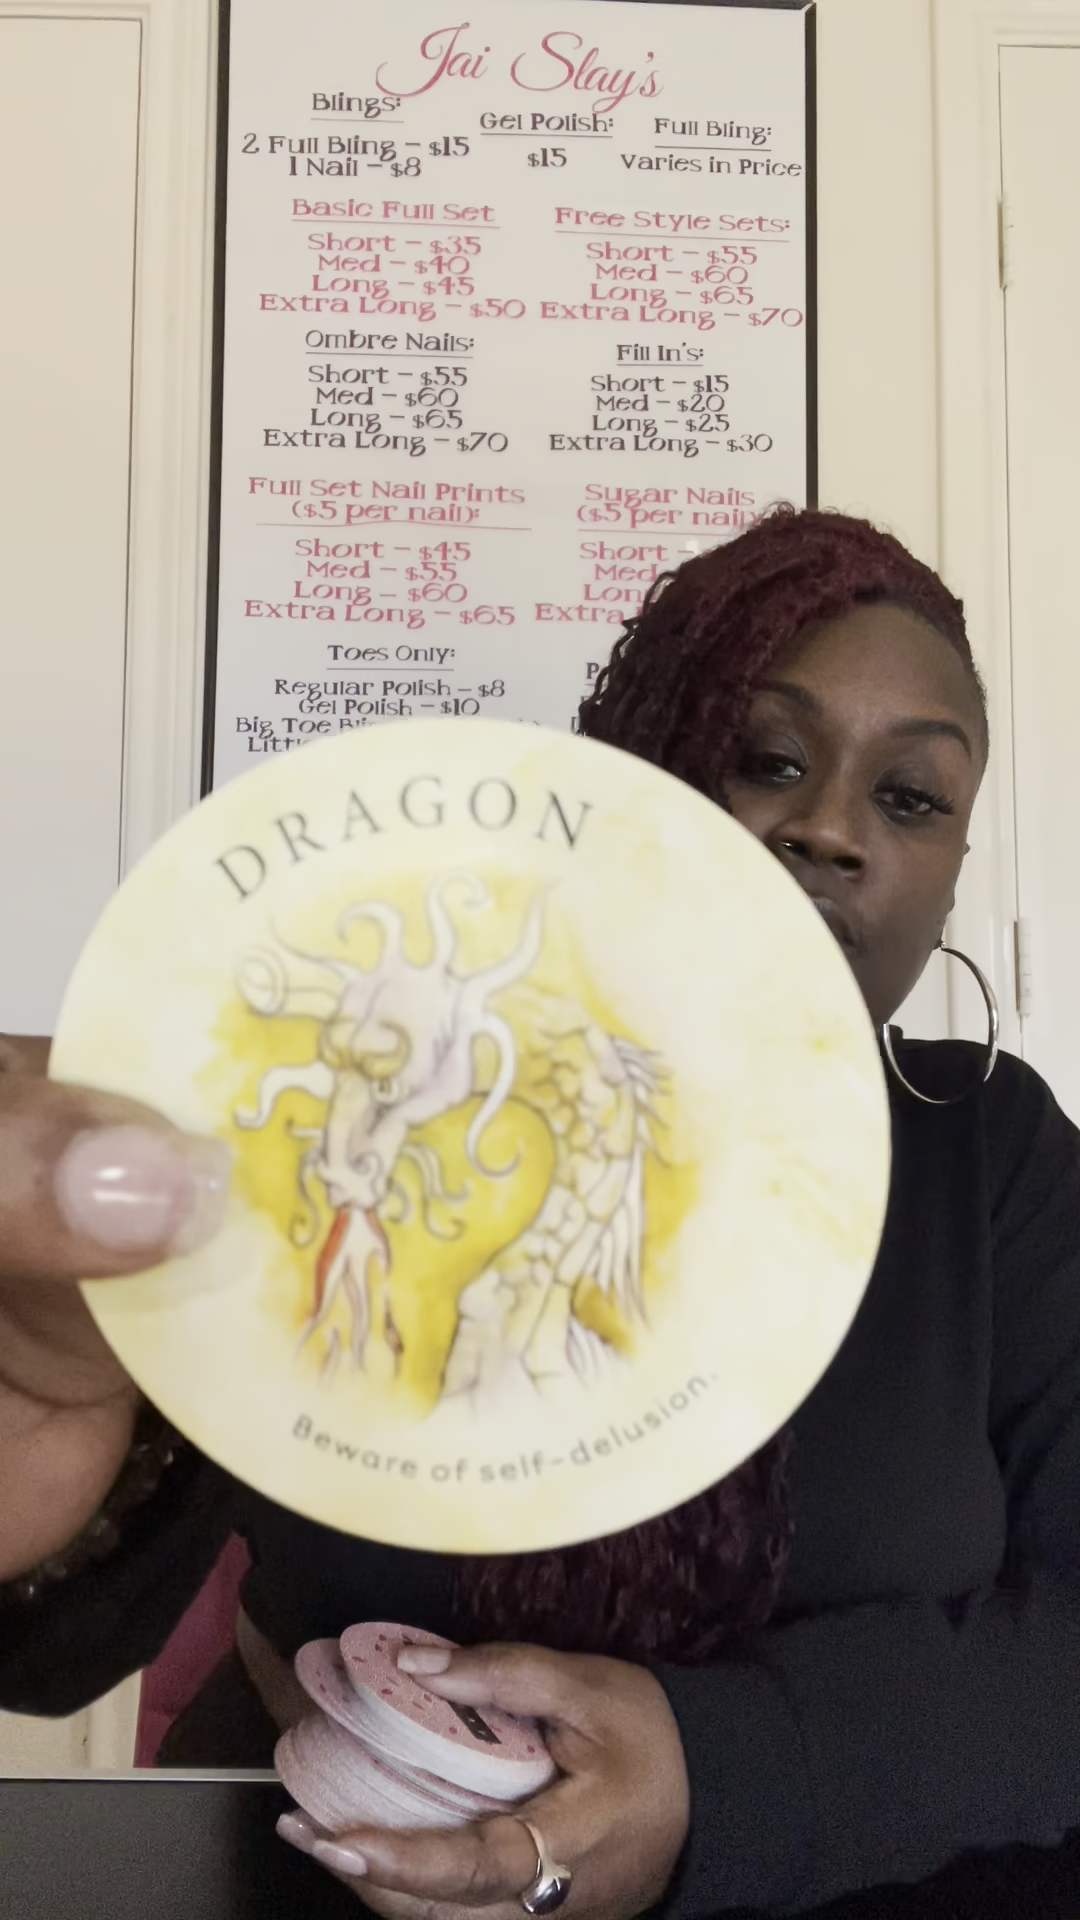 Jai Slay's
Blings:
2 Full Bling - $15
1 Nail - $8
Gel Polish:
$15
Full Bling:
Varies in Price
Basic Full Set
Short - $35
Med - $40
Long - $45
Extra Long - $50
Free Style Sets:
Short - $55
Med - $60
Long - $65
Extra Long - $70
Ombre Nails:
Short - $55
Med - $60
Long - $65
Extra Long - $70
Fill In's:
Short - $15
Med - $20
Long - $25
Extra Long - $30
Full Set Nail Prints
($5 per nail):
Short - $45
Med - $55
Long - $60
Extra Long - $65
Sugar Nails
($5 per nail)
Short -
Med
Extra
Toes Only:
Regular Polish - $8
Gel Polish - $10
Big Toe
DRAGON
Beware of self-delusion.